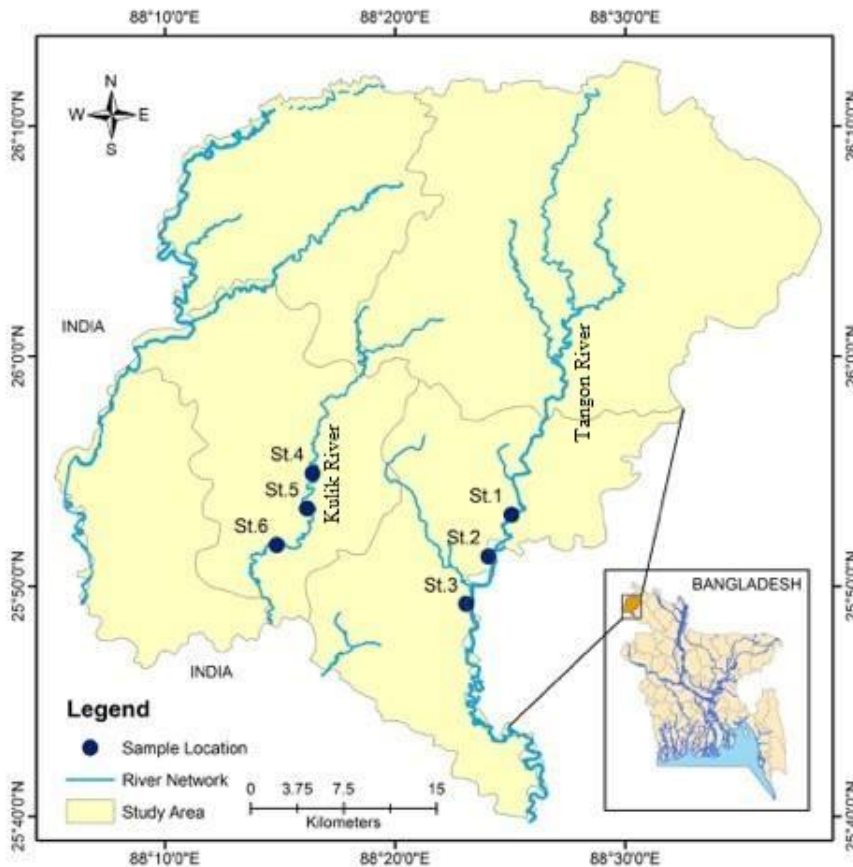 88°10'0"E 88°20'0"E 88°30'0"E
N
W E
S
26°10'0"N 26°10'0"N
INDIA
26°0'0"N 26°0'0"N
Tangon River
St.4
Kulik River
St.5
St.1
St.6
St.2
St.3
25°50'0"N 25°50'0"N
BANGLADESH
INDIA
Legend
Sample Location
River Network
Study Area
0 3.75 7.5 15
Kilometers
25°40'0"N 25°40'0"N
88°10'0"E 88°20'0"E 88°30'0"E